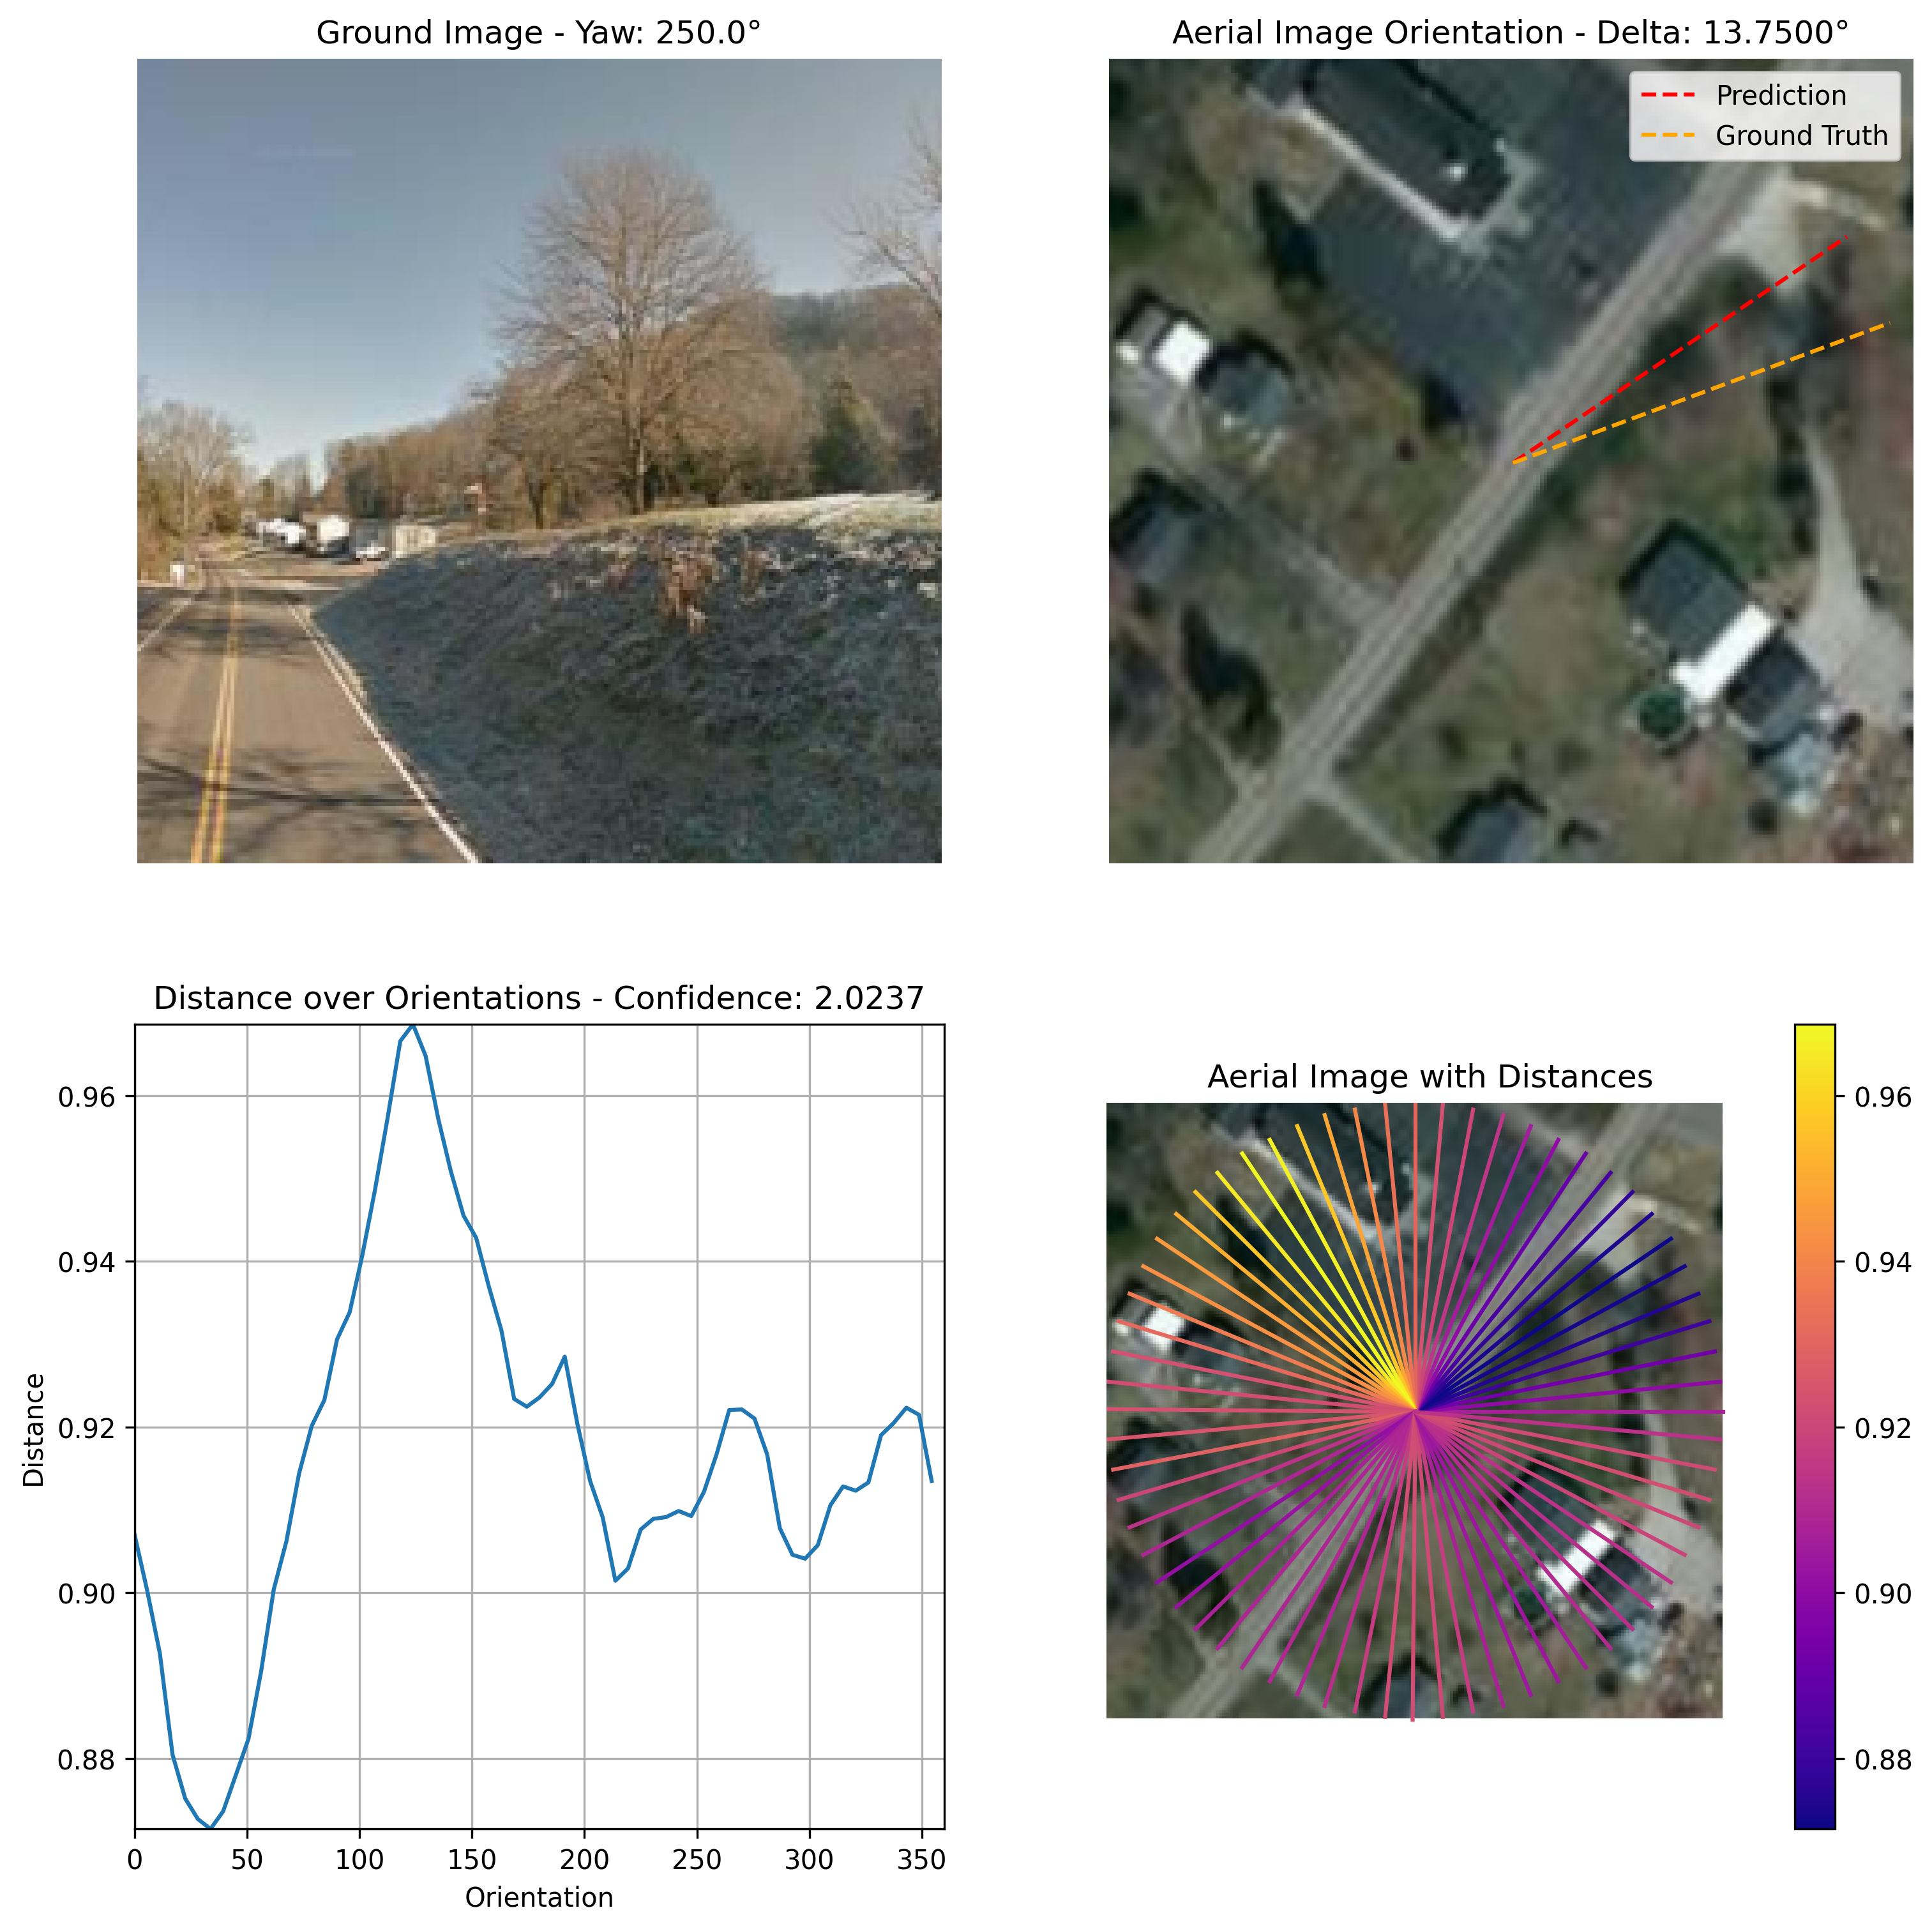 Ground Image - Yaw: 250.0°
Aerial Image Orientation - Delta: 13.7500°
Prediction
Ground Truth
Distance over Orientations - Confidence: 2.0237
0.96
0.94
0.92
0.90
0.88
Distance
0
50
100
150
200
250
300
350
Orientation
Aerial Image with Distances
0.96
0.94
0.92
0.90
0.88